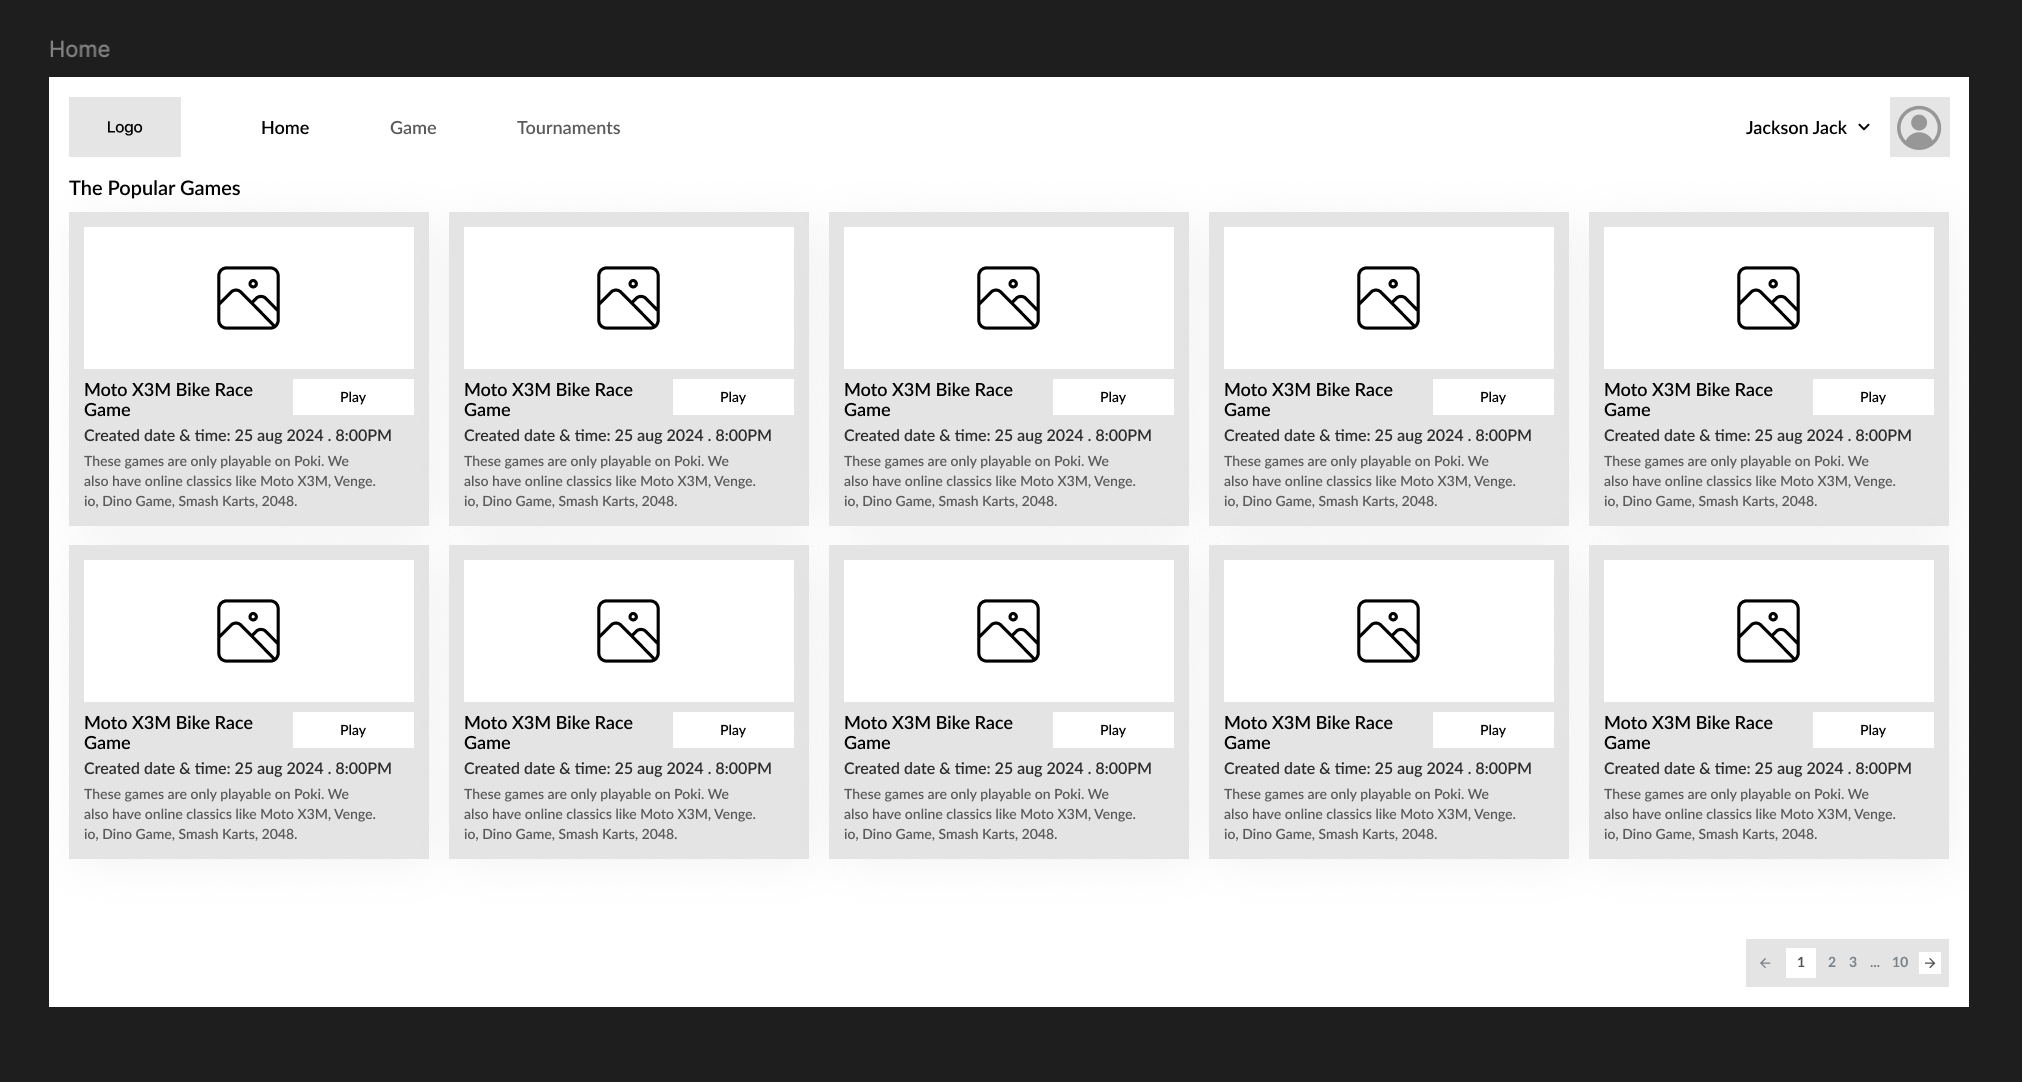 Home
Logo
Home
Game
Tournaments
Jackson Jack
The Popular Games
Moto X3M Bike Race
Game
Play
Created date & time: 25 aug 2024 . 8:00PM
These games are only playable on Poki. We
also have online classics like Moto X3M, Venge.
io, Dino Game, Smash Karts, 2048.
Moto X3M Bike Race
Game
Play
Created date & time: 25 aug 2024 . 8:00PM
These games are only playable on Poki. We
also have online classics like Moto X3M, Venge.
io, Dino Game, Smash Karts, 2048.
Moto X3M Bike Race
Game
Play
Created date & time: 25 aug 2024 . 8:00PM
These games are only playable on Poki. We
also have online classics like Moto X3M, Venge.
io, Dino Game, Smash Karts, 2048.
Moto X3M Bike Race
Game
Play
Created date & time: 25 aug 2024 . 8:00PM
These games are only playable on Poki. We
also have online classics like Moto X3M, Venge.
io, Dino Game, Smash Karts, 2048.
Moto X3M Bike Race
Game
Play
Created date & time: 25 aug 2024 . 8:00PM
These games are only playable on Poki. We
also have online classics like Moto X3M, Venge.
io, Dino Game, Smash Karts, 2048.
Moto X3M Bike Race
Game
Play
Created date & time: 25 aug 2024 . 8:00PM
These games are only playable on Poki. We
also have online classics like Moto X3M, Venge.
io, Dino Game, Smash Karts, 2048.
Moto X3M Bike Race
Game
Play
Created date & time: 25 aug 2024 . 8:00PM
These games are only playable on Poki. We
also have online classics like Moto X3M, Venge.
io, Dino Game, Smash Karts, 2048.
Moto X3M Bike Race
Game
Play
Created date & time: 25 aug 2024 . 8:00PM
These games are only playable on Poki. We
also have online classics like Moto X3M, Venge.
io, Dino Game, Smash Karts, 2048.
Moto X3M Bike Race
Game
Play
Created date & time: 25 aug 2024 . 8:00PM
These games are only playable on Poki. We
also have online classics like Moto X3M, Venge.
io, Dino Game, Smash Karts, 2048.
Moto X3M Bike Race
Game
Play
Created date & time: 25 aug 2024 . 8:00PM
These games are only playable on Poki. We
also have online classics like Moto X3M, Venge.
io, Dino Game, Smash Karts, 2048.
← 1 2 3 ... 10 →